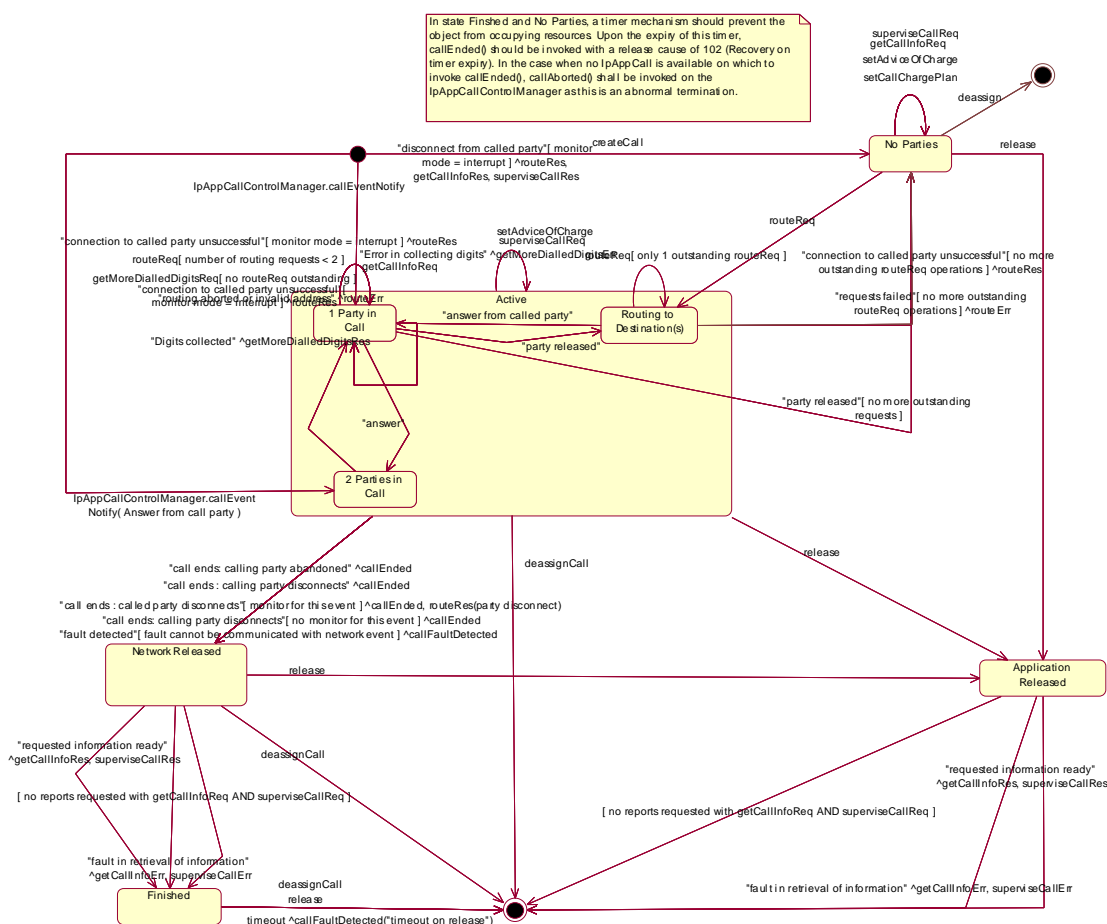 In state Finshed and No Parties, a timer mechanism should prevent the
object from occupying resources. Upon the expiry of this timer,
callEnded() should be invoked with a release cause of 102 (Recovery on
timer expiry). In the case when no IpAppCall is available on which to
invoke callEnded(), callAborted() shall be invoked on the
IpAppCallControlManager as this is an abnormal termination.
superviseCallReq
getCallInfoReq
setAdviceOfCharge
setCallChargePlan
deassign
No Parties
release
createCall
"disconnect from called party"[ monitor
mode = interrupt ] ^routeRes,
getCallInfoRes, superviseCallRes
IpAppCallControlManager.callEventNotify
routeReq
setAdviceOfCharge
superviseCallReq
"connection to called party unsuccessful"[ monitor mode = interrupt ] ^routeRes
routeReq[ number of routing requests < 2 ]
"Error in collecting digits" ^getMoreDialledDigitsErr
getCallInfoReq
routeReq[ only 1 outstanding routeReq ]
"connection to called party unsuccessful"[ no more
outstanding routeReq operations ] ^routeRes
getMoreDialledDigitsReq[ no routeReq outstanding ]
"connection to called party unsuccessful"[
monitor mode = interrupt ] ^routeRes
"routing aborted or invalid address" ^routeErr
Active
"requests failed"[ no more outstanding
routeReq operations ] ^routeErr
1 Party in
Call
"answer from called party"
Routing to
Destination(s)
"Digits collected" ^getMoreDialledDigitsRes
"party released"
"party released"[ no more outstanding
requests ]
"answer"
2 Parties in
Call
IpAppCallControlManager.callEvent
Notify( Answer from call party )
release
deassignCall
"call ends: calling party abandoned" ^callEnded
"call ends : calling party disconnects" ^callEnded
"call ends : called party disconnects"[ monitor for this event ] ^callEnded, routeRes(party disconnect)
"call ends: calling party disconnects"[ no monitor for this event ] ^callEnded
"fault detected"[ fault cannot be communicated with network event ] ^callFaultDetected
Network Released
release
Application
Released
"requested information ready"
^getCallInfoRes, superviseCallRes
deassignCall
"requested information ready"
^getCallInfoRes, superviseCallRes
[ no reports requested with getCallInfoReq AND superviseCallReq ]
[ no reports requested with getCallInfoReq AND superviseCallReq ]
"fault in retrieval of information"
^getCallInfoErr, superviseCallErr
Finished
deassignCall
release
timeout ^callFaultDetected("timeout on release")
"fault in retrieval of information" ^getCallInfoErr, superviseCallErr